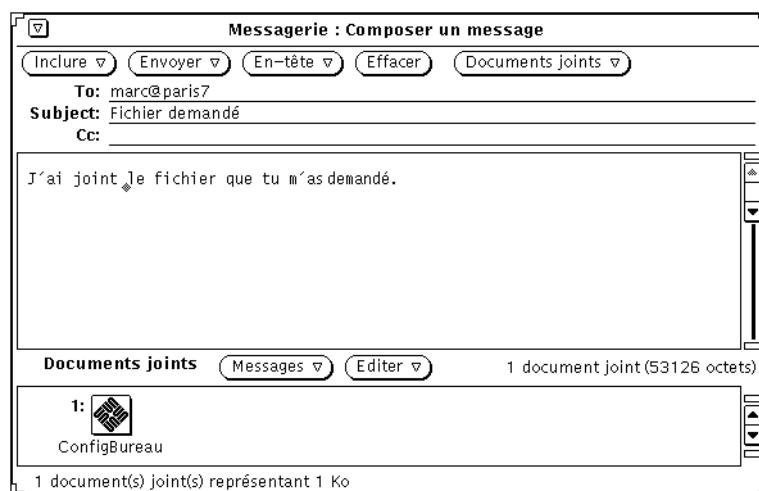 Messagerie : Composer un message
Inclure Envoyer En-tête Effacer Documents joints
To: marc@paris7
Subject: Fichier demandé
Cc:
J´ai joint le fichier que tu m´as demandé.
Documents joints Messages Editer 1 document joint (53126 octets)
1:
ConfigBureau
1 document(s) joint(s) représentant 1 Ko